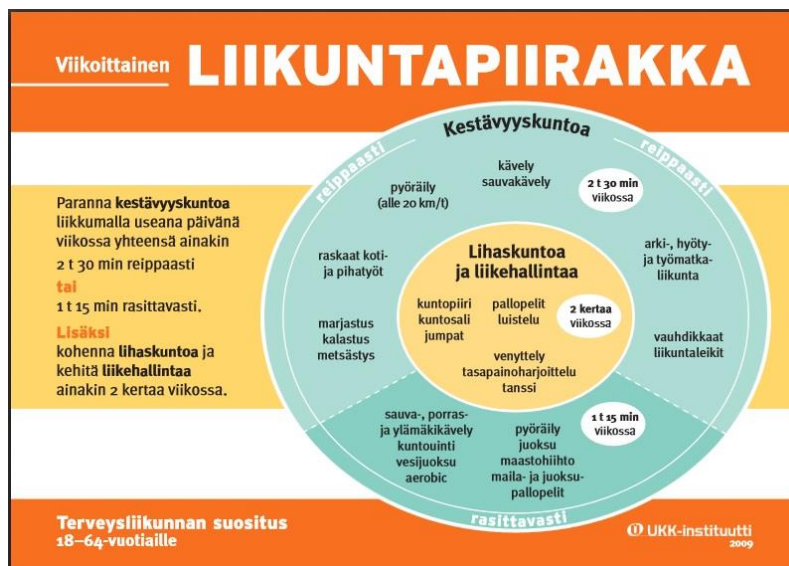 Viikoittainen LIIKUNTAPIIRAKKA
Paranna kestävyyskuntoa
liikkumalla useana päivänä
viikossa yhteensä ainakin
2 t 30 min reippaasti
tai
1 t 15 min rasittavasti.
Lisäksi
kohenna lihaskuntoa ja
kehitä liikehallintaa
ainakin 2 kertaa viikossa.
Kestävyyskuntoa
reippaasti
reippaasti
kävely
sauvakävely
2 t 30 min
viikossa
pyöräily
(alle 20 km/t)
raskaat koti-
ja pihatyöt
marjastus
kalastus
metsästys
arki-, hyöty-
ja työmatka-
liikunta
vauhdikkaat
liikuntaleikit
Lihaskuntoa
ja liikehallintaa
kuntopiiri
kuntosali
jumpat
pallopelit
luistelu
2 kertaa
viikossa
venyttely
tasapainoharjoittelu
tanssi
sauva-, porras-
ja ylämäkikävely
kuntouinti
vesijuoksu
aerobic
pyöräily
juoksu
maastohiihto
maila- ja juoksu-
pallopelit
1 t 15 min
viikossa
rasittavasti
Terveysliikunnan suositus
18–64-vuotiaille
UKK-instituutti
2009